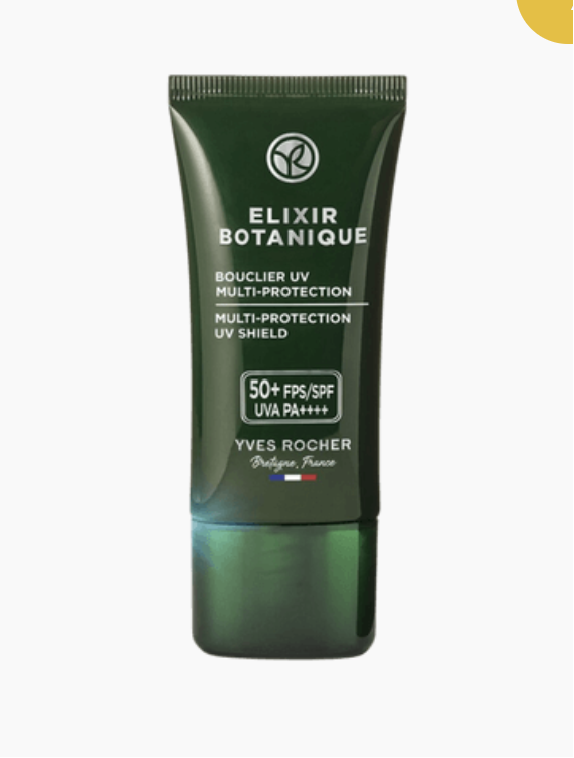 ELIXIR
BOTANIQUE
BOUCLIER UV
MULTI-PROTECTION
MULTI-PROTECTION
UV SHIELD
50+ FPS/SPF
UVA PA++++
YVES ROCHER
Bretagne, France